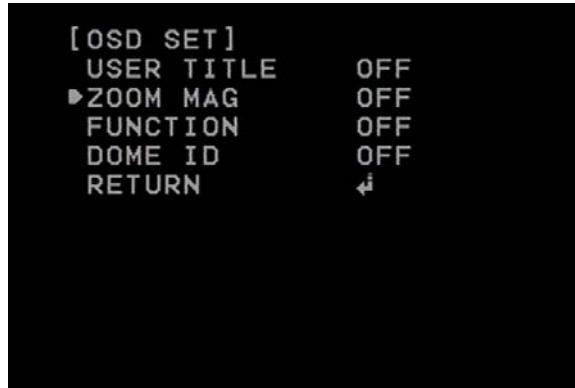 [OSD SET]
USER TITLE OFF
ZOOM MAG OFF
FUNCTION OFF
DOME ID OFF
RETURN ↲